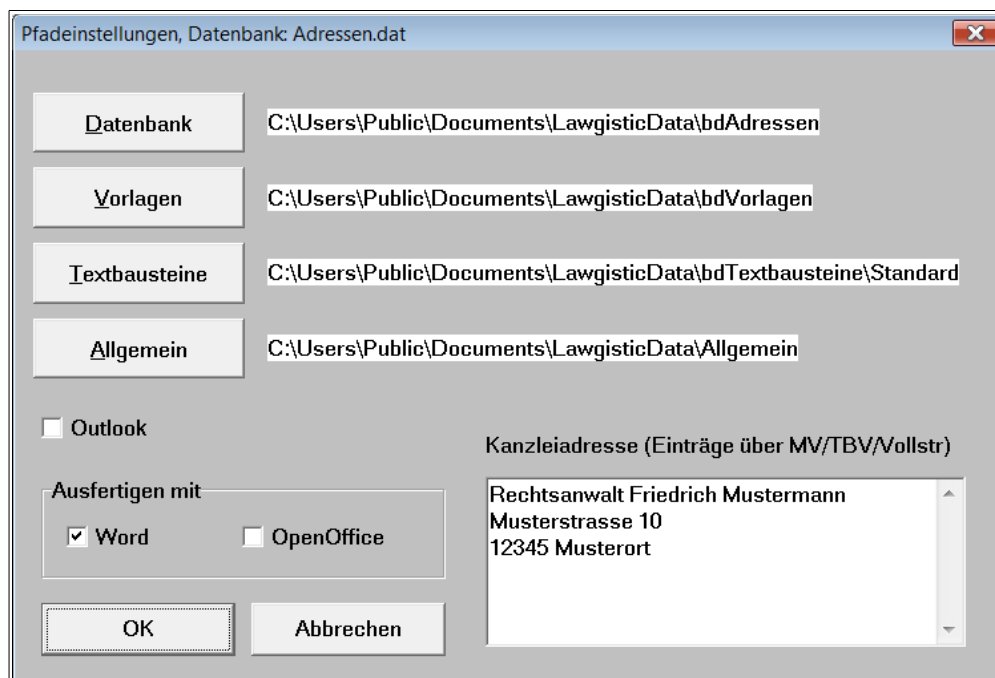 Pfadeinstellungen, Datenbank: Adressen.dat
Datenbank C:\Users\Public\Documents\LawgisticData\bdAdressen
Vorlagen C:\Users\Public\Documents\LawgisticData\bdVorlagen
Textbausteine C:\Users\Public\Documents\LawgisticData\bdTextbausteine\Standard
Allgemein C:\Users\Public\Documents\LawgisticData\Allgemein
Outlook
Ausfertigen mit
Word OpenOffice
OK Abbrechen
Kanzleiadresse (Einträge über MV/TBV/Vollstr)
Rechtsanwalt Friedrich Mustermann
Musterstrasse 10
12345 Musterort